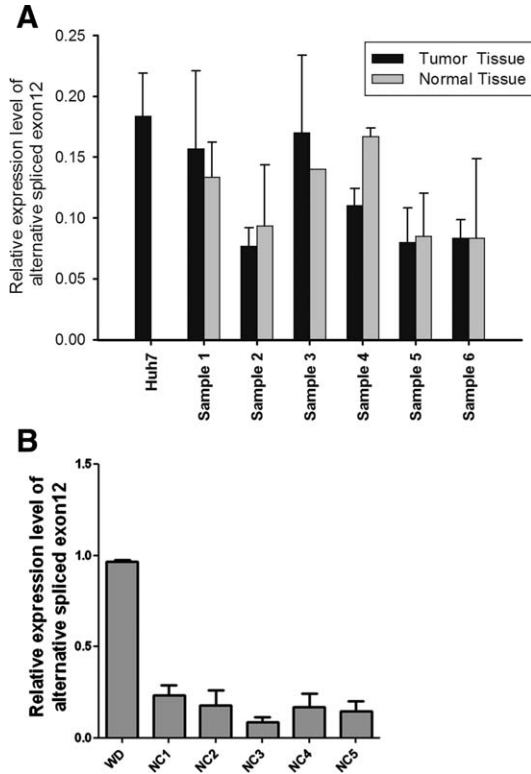 A
Relative expression level of
alternative spliced exon12
0.25
0.20
0.15
0.10
0.05
0.00
Tumor Tissue
Normal Tissue
Huh7
Sample 1
Sample 2
Sample 3
Sample 4
Sample 5
Sample 6
B
Relative expression level of
alternative spliced exon12
1.5
1.0
0.5
0.0
WD
NC1
NC2
NC3
NC4
NC5